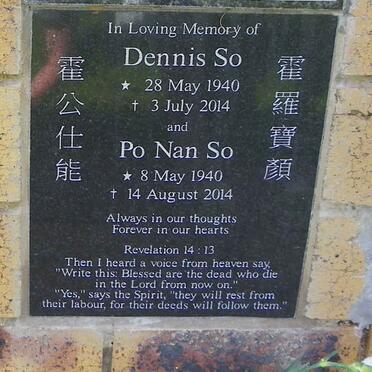 In Loving Memory of
Dennis So
★ 28 May 1940
✝ 3 July 2014
and
Po Nan So
★ 8 May 1940
✝ 14 August 2014
霍公仕能
霍羅寶顏
Always in our thoughts
Forever in our hearts
Revelation 14 : 13
Then I heard a voice from heaven say,
"Write this: Blessed are the dead who die
in the Lord from now on."
"Yes," says the Spirit, "they will rest from
their labour, for their deeds will follow them."